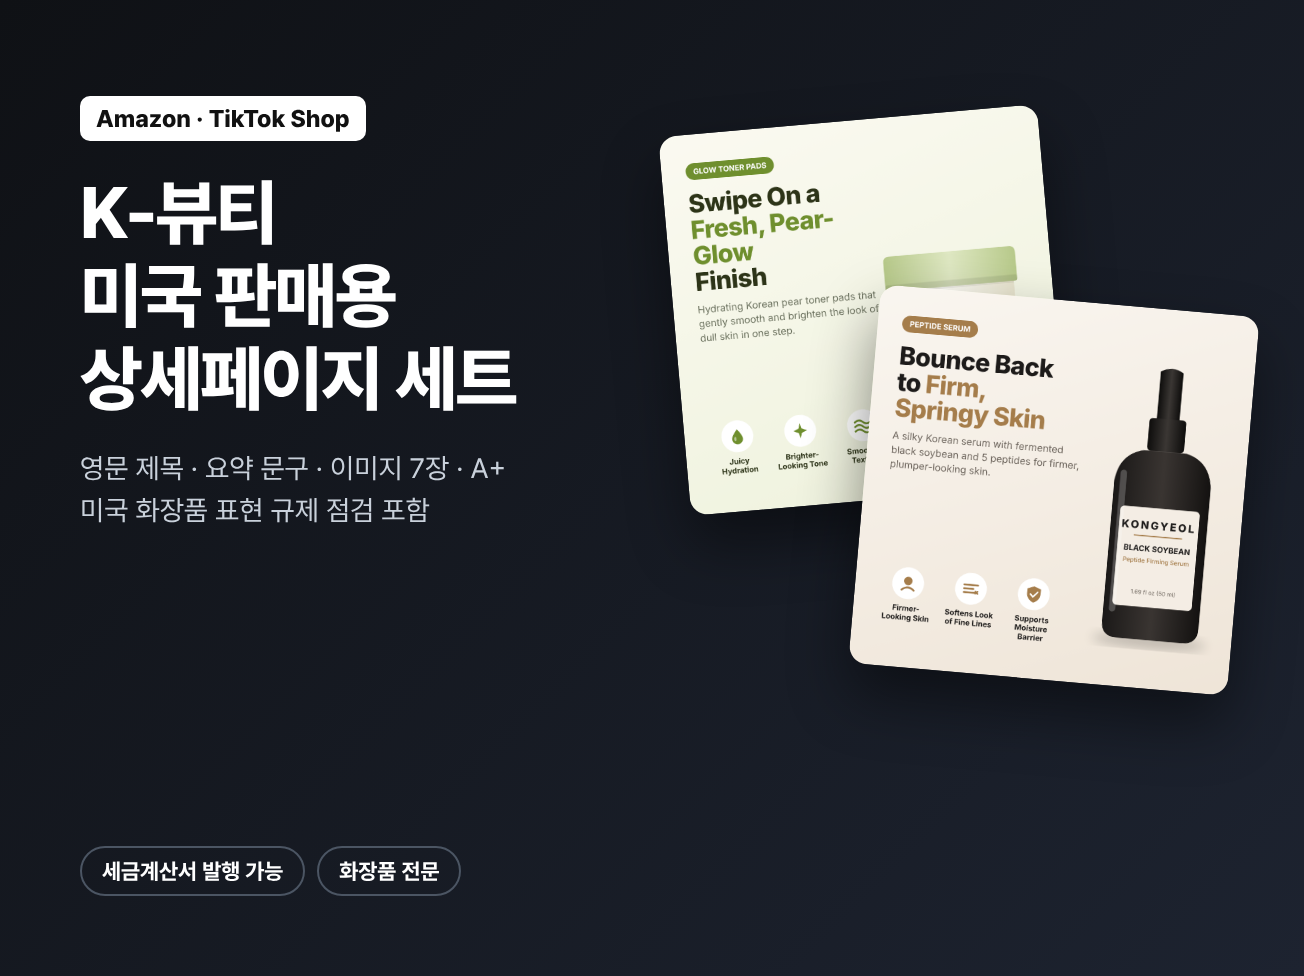 Amazon · TikTok Shop
K-뷰티
미국 판매용
상세페이지 세트
영문 제목 · 요약 문구 · 이미지 7장 · A+
미국 화장품 표현 규제 점검 포함
세금계산서 발행 가능
화장품 전문
GLOW TONER PADS
Swipe On a
Fresh, Pear-
Glow
Finish
Hydrating Korean pear toner pads that
gently smooth and brighten the look of
dull skin in one step.
Juicy
Hydration
Brighter-
Looking Tone
PEPTIDE SERUM
Bounce Back
to Firm,
Springy Skin
A silky Korean serum with fermented
black soybean and 5 peptides for firmer,
plumper-looking skin.
Firmer-
Looking Skin
Softens Look
of Fine Lines
Supports
Moisture
Barrier
KONGYEOL
BLACK SOYBEAN
Peptide Firming Serum
1.69 fl oz (50 ml)